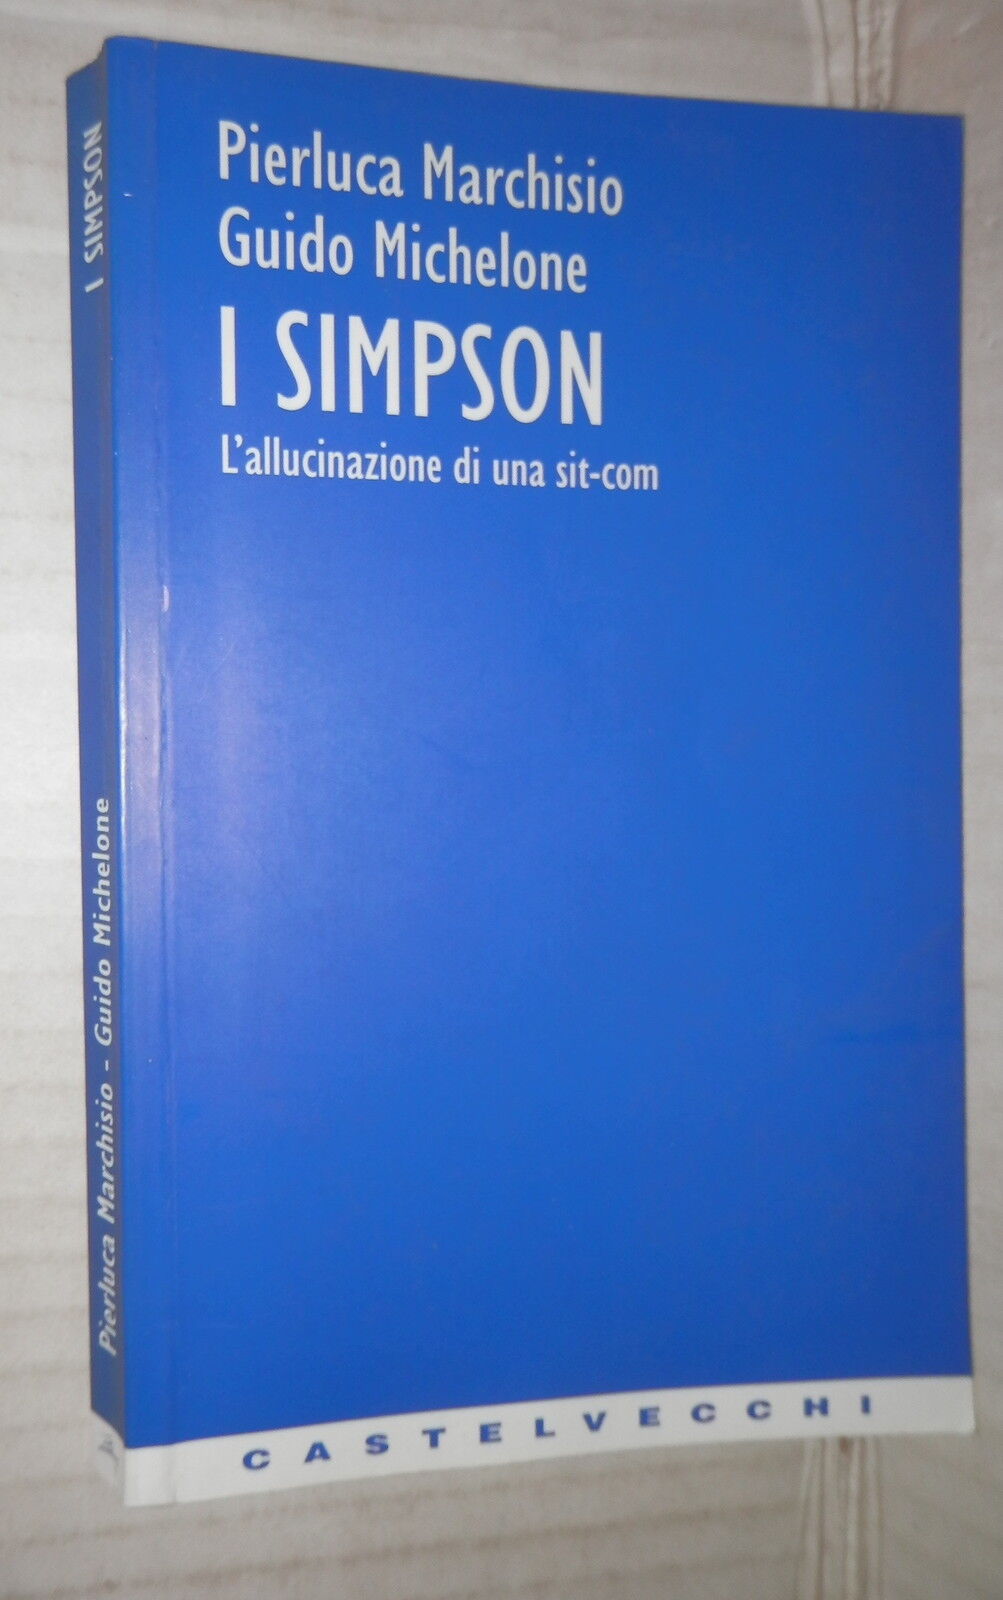 Pierluca Marchisio
Guido Michelone
I SIMPSON
L'allucinazione di una sit-com
CASTELVECCHI
I SIMPSON
Pierluca Marchisio - Guido Michelone